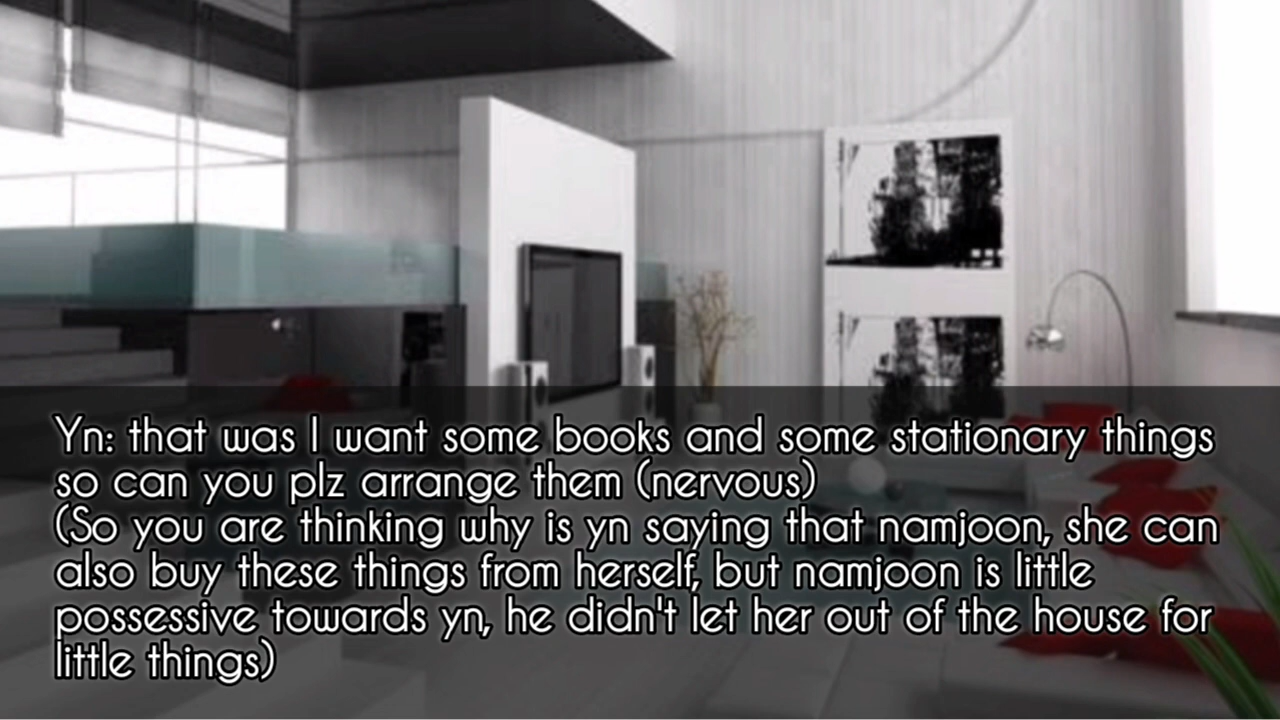 Yn: that was I want some books and some stationary things
so can you plz arrange them (nervous)
(So you are thinking why is yn saying that namjoon, she can
also buy these things from herself, but namjoon is little
possessive towards yn, he didn't let her out of the house for
little things)